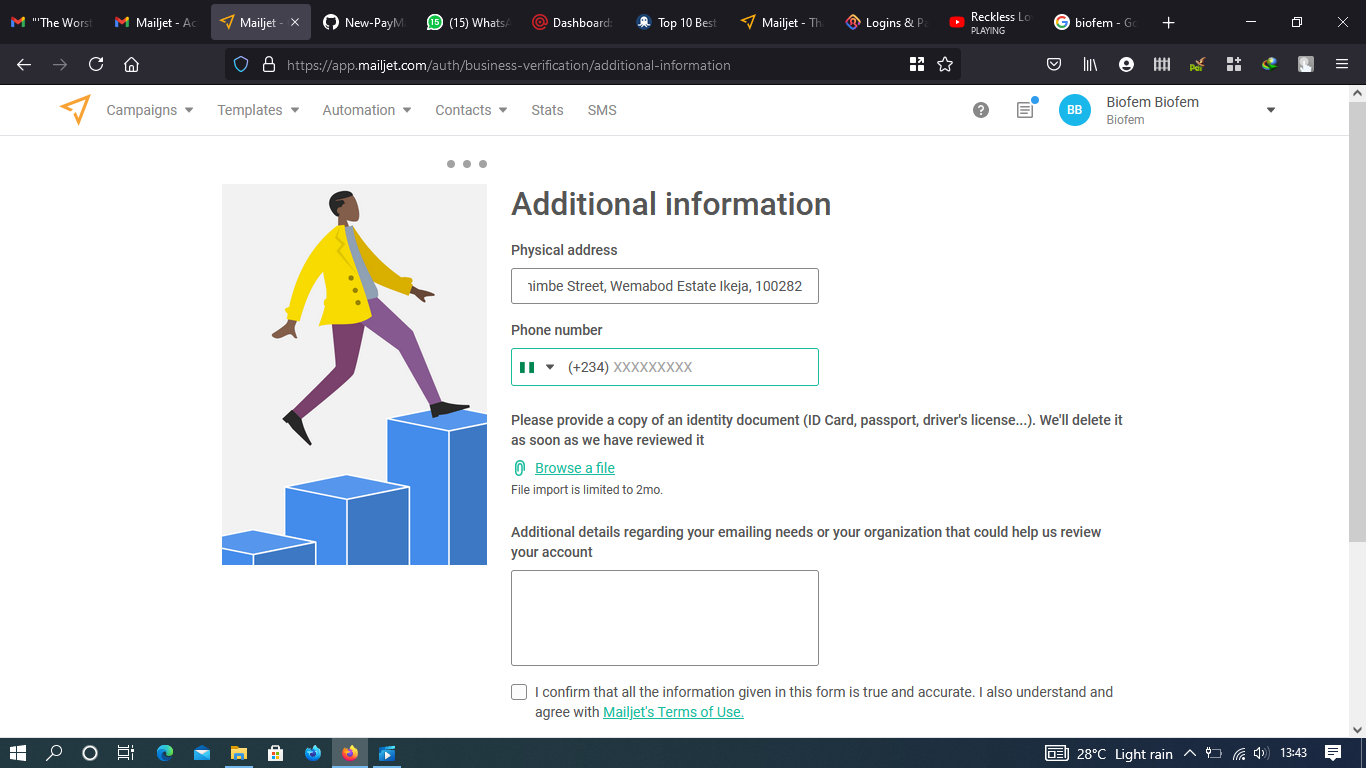 "'The Worst
Mailjet - Ac
Mailjet -
New-PayM
(15) WhatsA
Dashboard
Top 10 Best
Mailjet - Th
Logins & Pa
Reckless Lo
PLAYING
biofem - Go
https://app.mailjet.com/auth/business-verification/additional-information
Campaigns
Templates
Automation
Contacts
Stats
SMS
BB
Biofem Biofem
Biofem
Additional information
Physical address
nimbe Street, Wemabod Estate Ikeja, 100282
Phone number
(+234) XXXXXXXXX
Please provide a copy of an identity document (ID Card, passport, driver's license...). We'll delete it
as soon as we have reviewed it
Browse a file
File import is limited to 2mo.
Additional details regarding your emailing needs or your organization that could help us review
your account
I confirm that all the information given in this form is true and accurate. I also understand and
agree with Mailjet's Terms of Use.
28°C Light rain
13:43